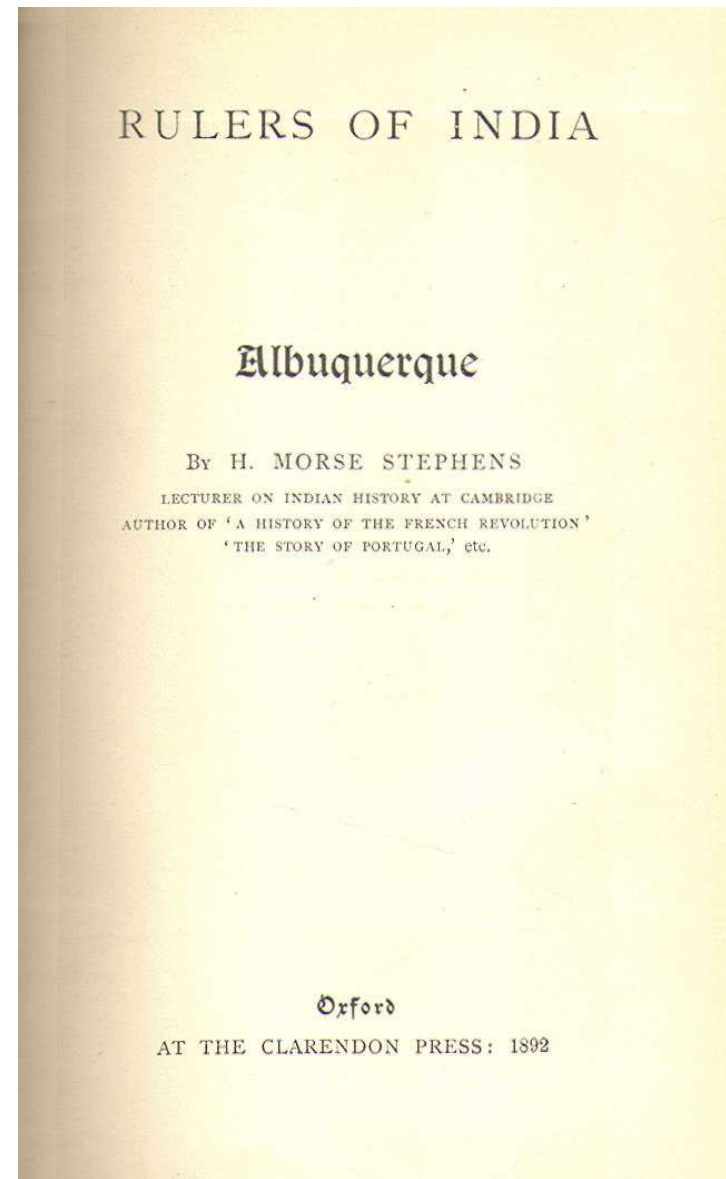 RULERS OF INDIA
Albuquerque
BY H. MORSE STEPHENS
LECTURER ON INDIAN HISTORY AT CAMBRIDGE
AUTHOR OF ‘A HISTORY OF THE FRENCH REVOLUTION’
‘THE STORY OF PORTUGAL,’ etc.
Oxford
AT THE CLARENDON PRESS: 1892